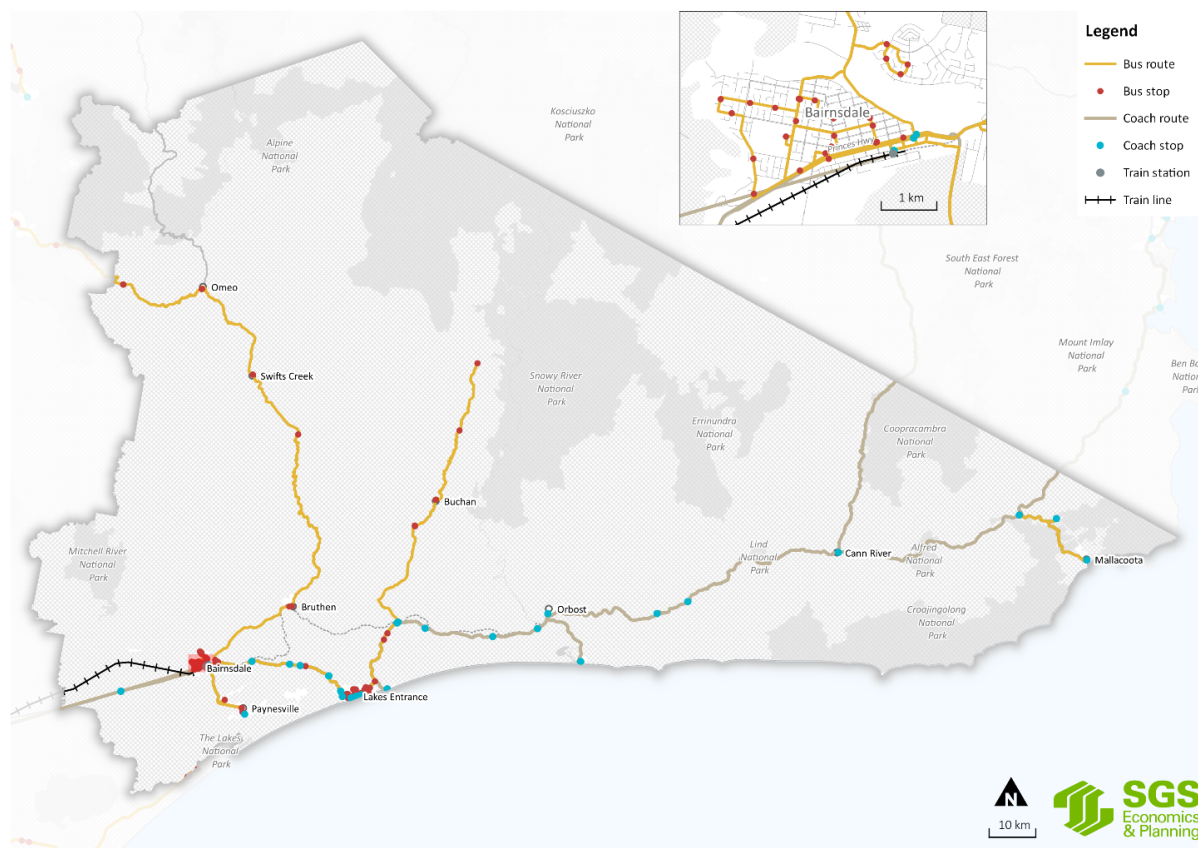 Legend
Bus route
Bus stop
Coach route
Coach stop
Train station
Train line
Bairnsdale
Princes Hwy
1 km
Kosciuszko
National
Park
Alpine
National
Park
South East Forest
National
Park
Omeo
Mount Imlay
National
Park
Swifts Creek
Snowy River
National
Park
Errinundra
National
Park
Coopracambra
National
Park
Buchan
Mitchell River
National
Park
Lind
National
Park
Cann River
Alfred
National
Park
Mallacoota
Bruthen
Orbost
Croajingolong
National
Park
Bairnsdale
Lakes Entrance
Paynesville
The Lakes
National
Park
N
10 km
SGS
Economics
& Planning